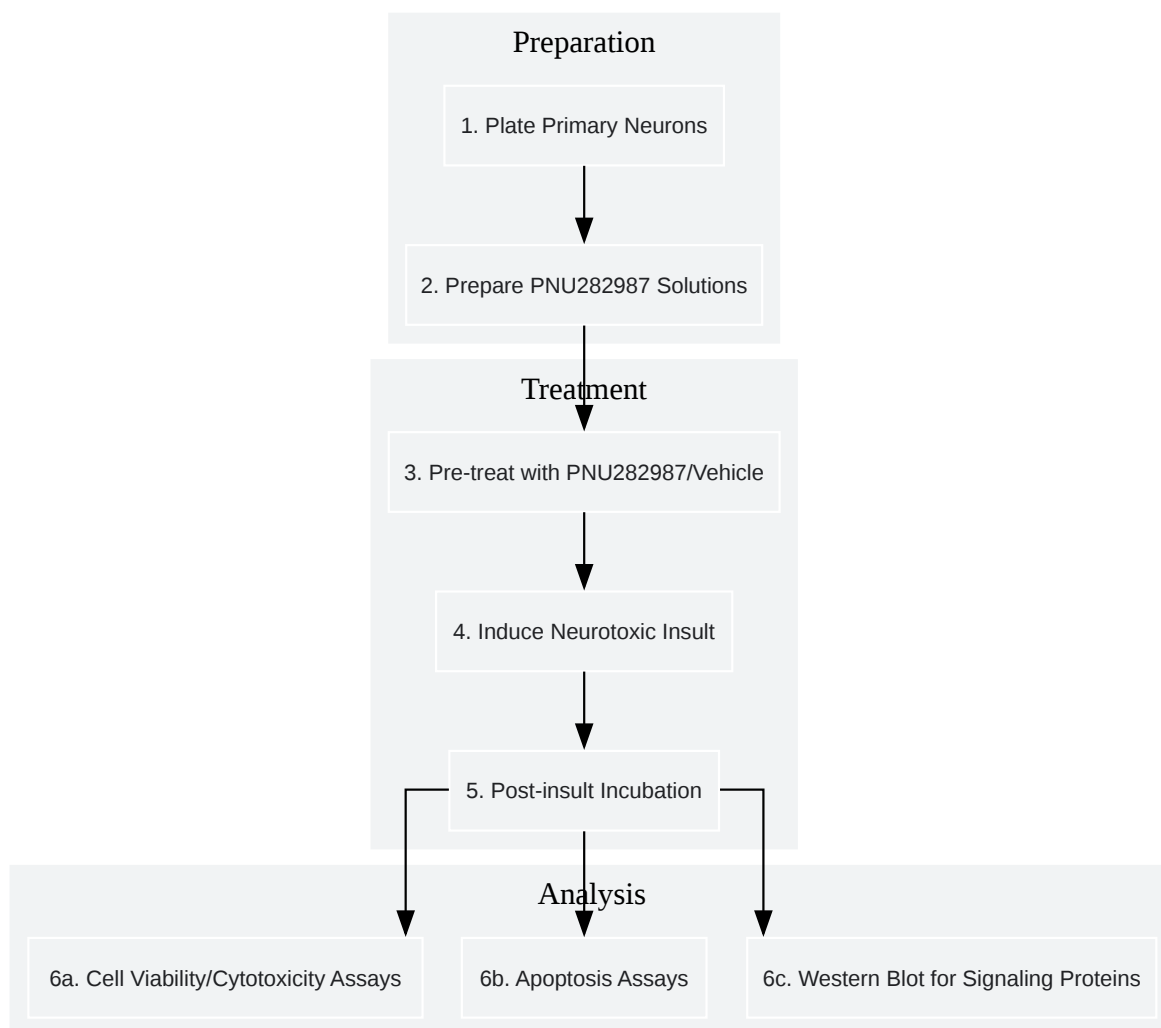 Preparation
1. Plate Primary Neurons
2. Prepare PNU282987 Solutions
Treatment
3. Pre-treat with PNU282987/Vehicle
4. Induce Neurotoxic Insult
5. Post-insult Incubation
Analysis
6a. Cell Viability/Cytotoxicity Assays
6b. Apoptosis Assays
6c. Western Blot for Signaling Proteins